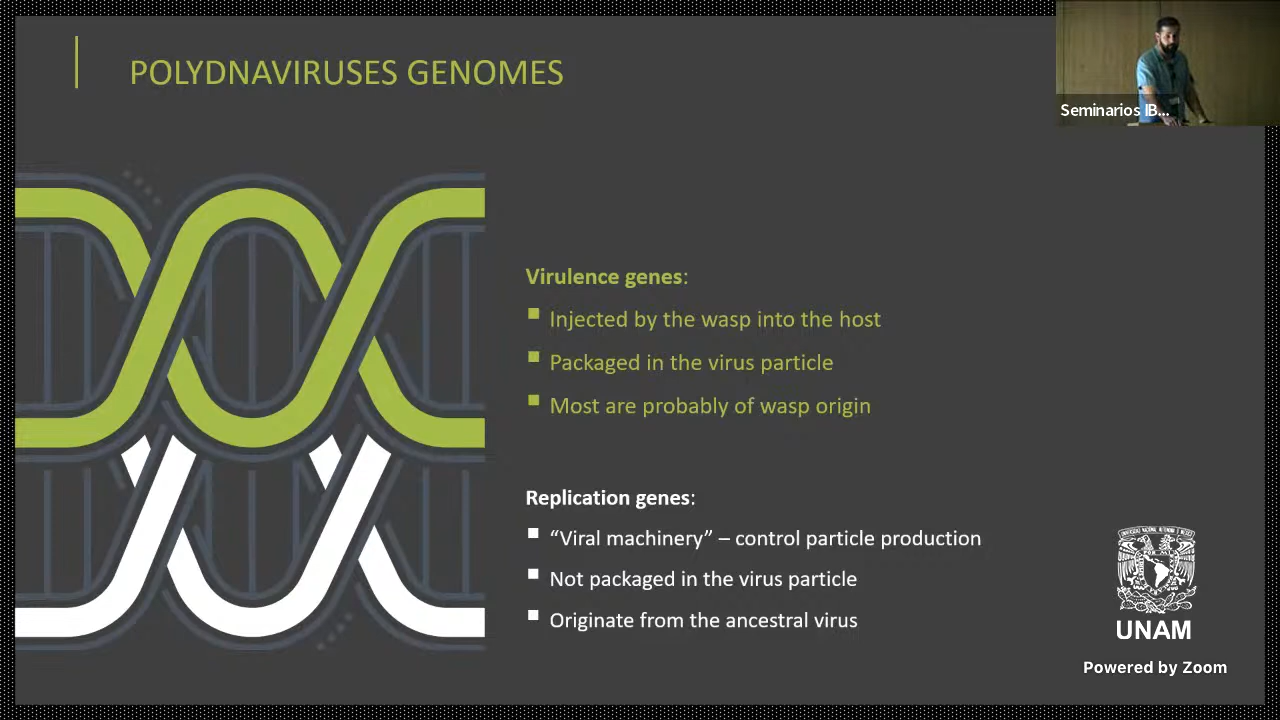 POLYDNAVIRUSES GENOMES
Seminarios IB...
Virulence genes:
Injected by the wasp into the host
Packaged in the virus particle
Most are probably of wasp origin
Replication genes:
“Viral machinery” – control particle production
Not packaged in the virus particle
Originate from the ancestral virus
UNAM
Powered by Zoom